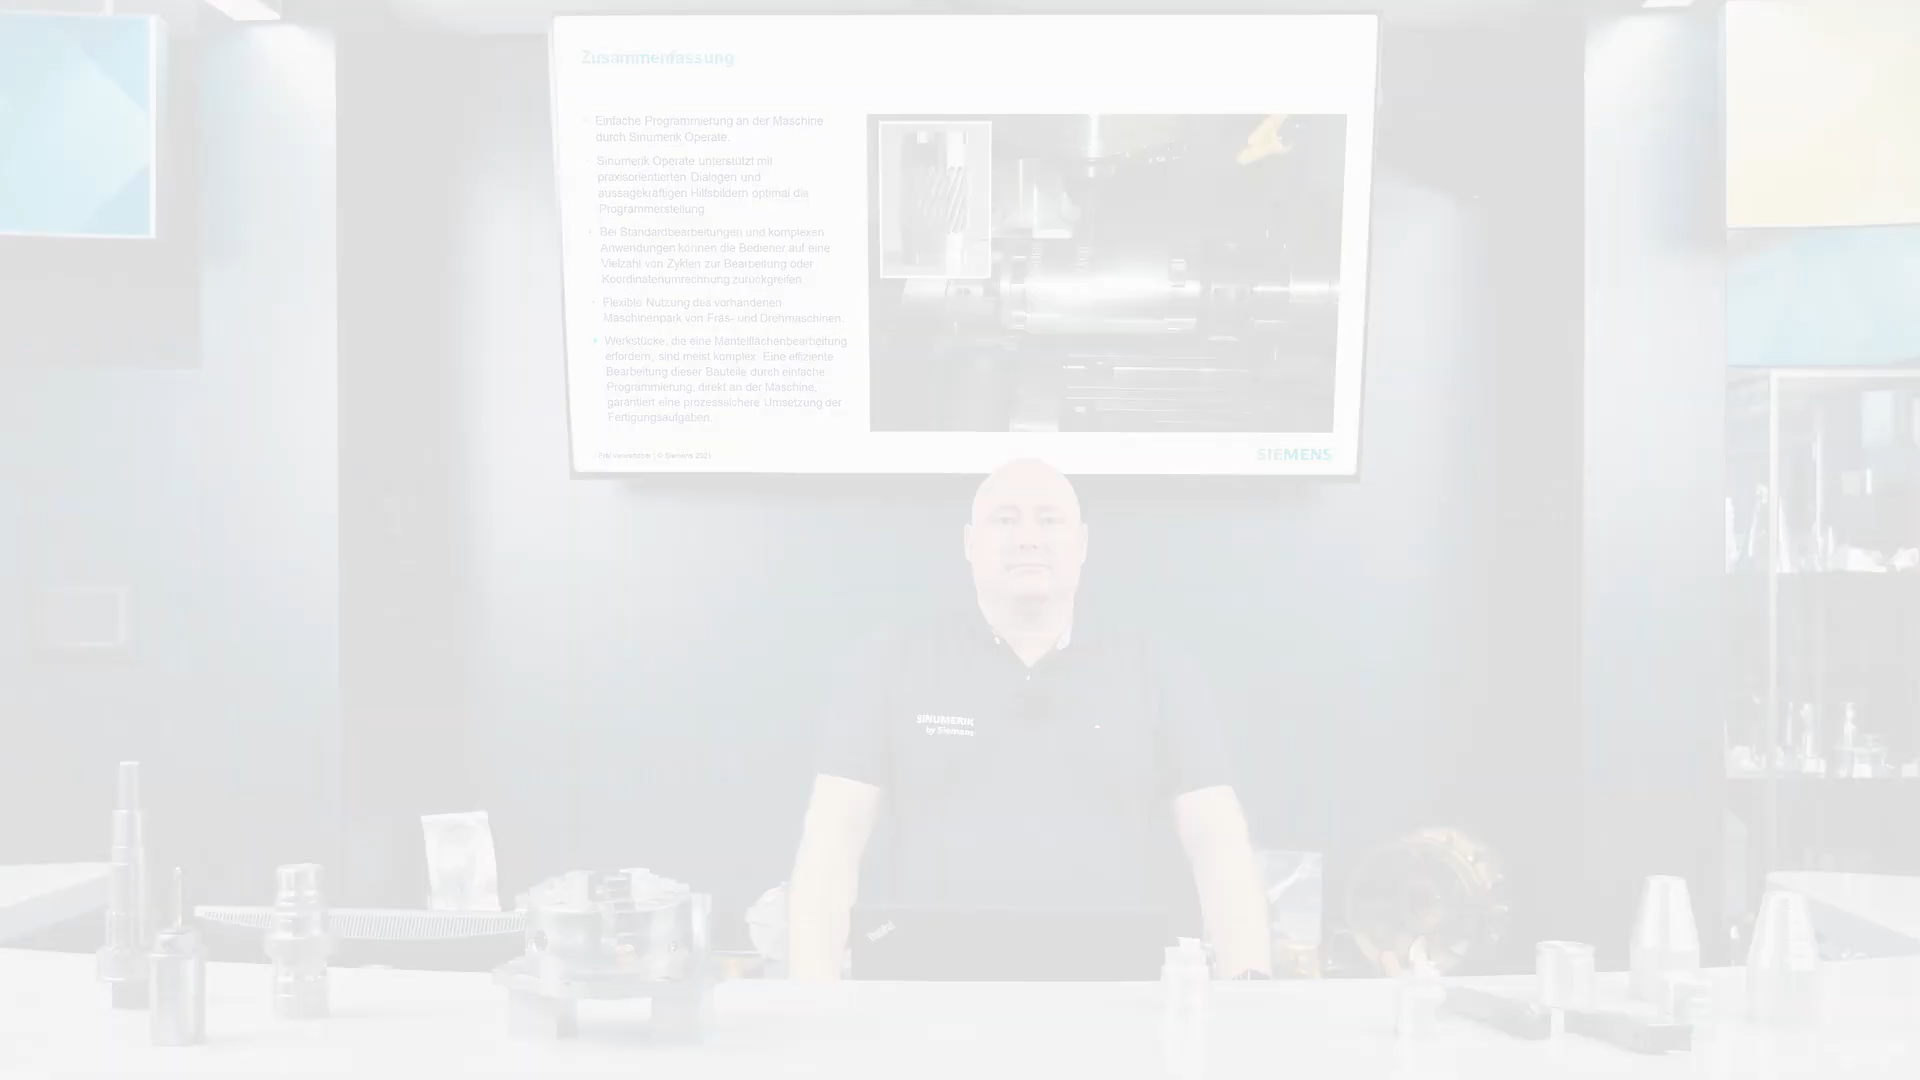 Zusammenfassung
Einfache Programmierung an der Maschine
durch Sinumerik Operate.
Sinumerik Operate unterstützt mit
praxisorientierten Dialogen und
aussagekräftigen Hilfsbildern optimal die
Programmerstellung
Bei Standardbearbeitungen und komplexen
Anwendungen können die Bediener auf eine
Vielzahl von Zyklen zur Bearbeitung oder
Koordinatenumrechnung zurückgreifen
Flexible Nutzung des vorhandenen
Maschinenpark von Fräs- und Drehmaschinen.
Werkstücke, die eine Mantelflächenbearbeitung
erfordern, sind meist komplex. Eine effiziente
Bearbeitung dieser Bauteile durch einfache
Programmierung, direkt an der Maschine,
garantiert eine prozesssichere Umsetzung der
Fertigungsaufgaben.
Frei verwendbar | © Siemens 2021
SIEMENS
SINUMERIK
by Siemens
ThinkPad